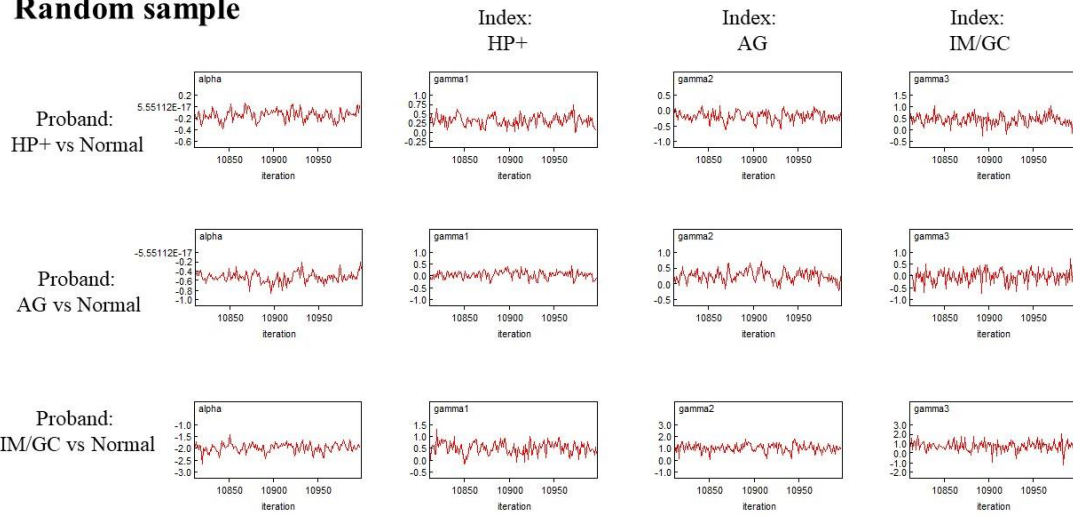 Random sample
Index:
HP+
Index:
AG
Index:
IM/GC
Proband:
HP+ vs Normal
alpha
0.2
5.55112E-17
-0.2
-0.4
-0.6
10850 10900 10950
iteration
gamma1
1.0
0.75
0.5
0.25
0.0
-0.25
10850 10900 10950
iteration
gamma2
0.5
0.0
-0.5
-1.0
10850 10900 10950
iteration
gamma3
1.5
1.0
0.5
0.0
-0.5
10850 10900 10950
iteration
Proband:
AG vs Normal
alpha
-5.55112E-17
-0.2
-0.4
-0.6
-0.8
-1.0
10850 10900 10950
iteration
gamma1
1.0
0.5
0.0
-0.5
-1.0
10850 10900 10950
iteration
gamma2
1.0
0.5
0.0
-0.5
10850 10900 10950
iteration
gamma3
1.0
0.5
0.0
-0.5
-1.0
10850 10900 10950
iteration
Proband:
IM/GC vs Normal
alpha
-1.0
-1.5
-2.0
-2.5
-3.0
10850 10900 10950
iteration
gamma1
1.5
1.0
0.5
0.0
-0.5
10850 10900 10950
iteration
gamma2
3.0
2.0
1.0
0.0
-1.0
10850 10900 10950
iteration
gamma3
3.0
2.0
1.0
0.0
-1.0
-2.0
10850 10900 10950
iteration